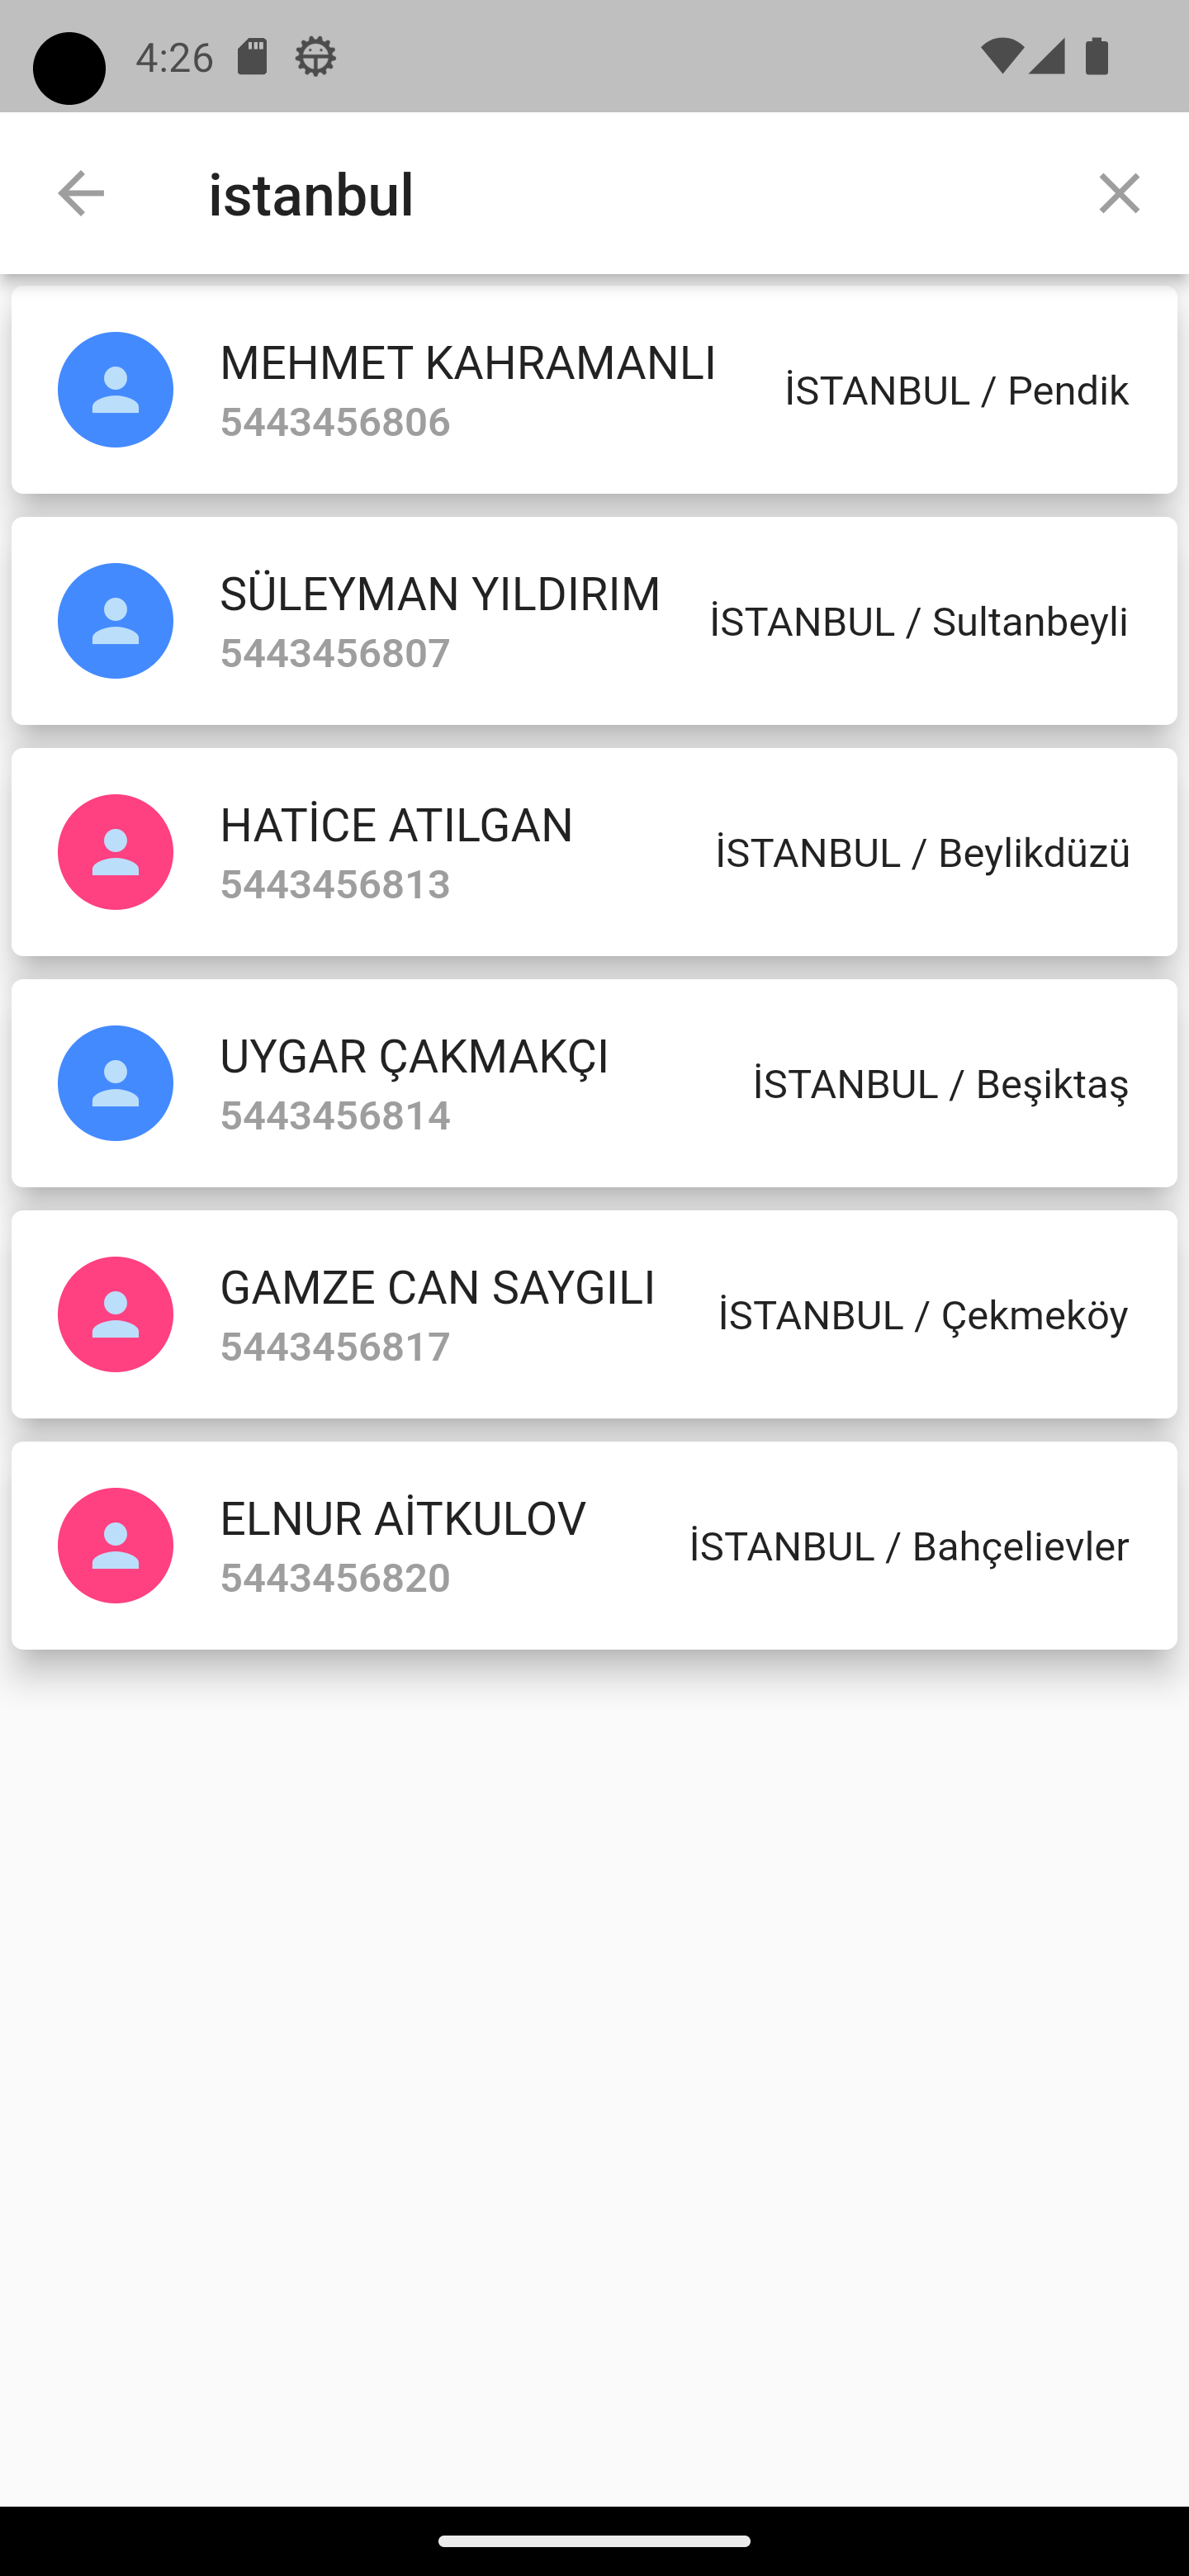 4:26
istanbul
MEHMET KAHRAMANLI
5443456806
İSTANBUL / Pendik
SÜLEYMAN YILDIRIM
5443456807
İSTANBUL / Sultanbeyli
HATİCE ATILGAN
5443456813
İSTANBUL / Beylikdüzü
UYGAR ÇAKMAKÇI
5443456814
İSTANBUL / Beşiktaş
GAMZE CAN SAYGILI
5443456817
İSTANBUL / Çekmeköy
ELNUR AİTKULOV
5443456820
İSTANBUL / Bahçelievler